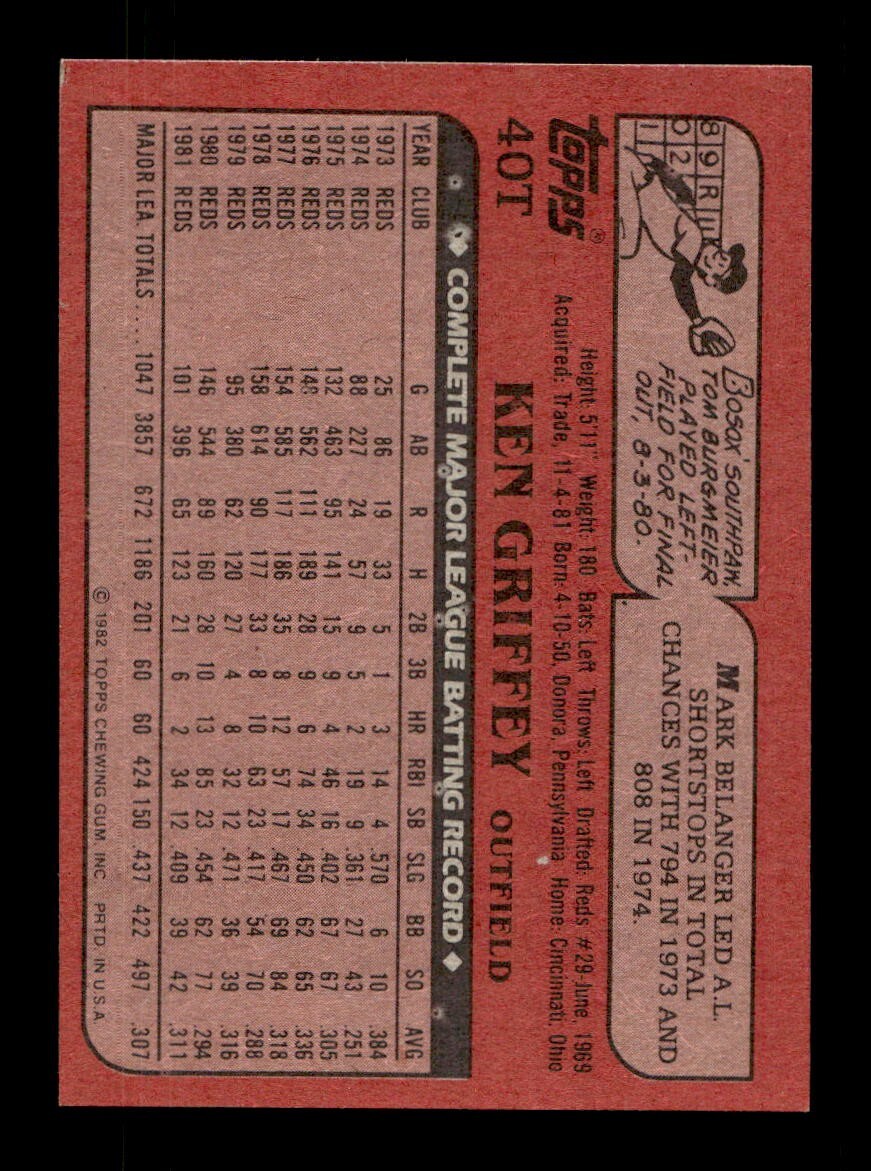 8 9 R
0 2
1
Bosox' SOUTHPAW,
TOM BURGMEIER
PLAYED LEFT-
FIELD FOR FINAL
OUT, 8-3-80.
MARK BELANGER LED A.L.
SHORTSTOPS IN TOTAL
CHANCES WITH 794 IN 1973 AND
808 IN 1974.
topps®
40T KEN GRIFFEY OUTFIELD
Height: 5'11" Weight: 180 Bats: Left Throws: Left Drafted: Reds #29-June, 1969
Acquired: Trade, 11-4-81 Born: 4-10-50, Donora, Pennsylvania Home: Cincinnati, Ohio
◆ COMPLETE MAJOR LEAGUE BATTING RECORD ◆
YEAR CLUB G AB R H 2B 3B HR RBI SB SLG BB SO AVG
1973 REDS 25 86 19 33 5 1 3 14 4 .570 6 10 .384
1974 REDS 88 227 24 57 9 5 2 19 9 .361 27 43 .251
1975 REDS 132 463 95 141 15 9 4 46 16 .402 67 67 .305
1976 REDS 148 562 111 189 28 9 6 74 34 .450 62 65 .336
1977 REDS 154 585 117 186 35 8 12 57 17 .467 69 84 .318
1978 REDS 158 614 90 177 33 8 10 63 23 .417 54 70 .288
1979 REDS 95 380 62 120 27 4 8 32 12 .471 36 39 .316
1980 REDS 146 544 89 160 28 10 13 85 23 .454 62 77 .294
1981 REDS 101 396 65 123 21 6 2 34 12 .409 39 42 .311
MAJOR LEA. TOTALS .... 1047 3857 672 1186 201 60 60 424 150 .437 422 497 .307
© 1982 TOPPS CHEWING GUM, INC. PRTD. IN U.S.A.